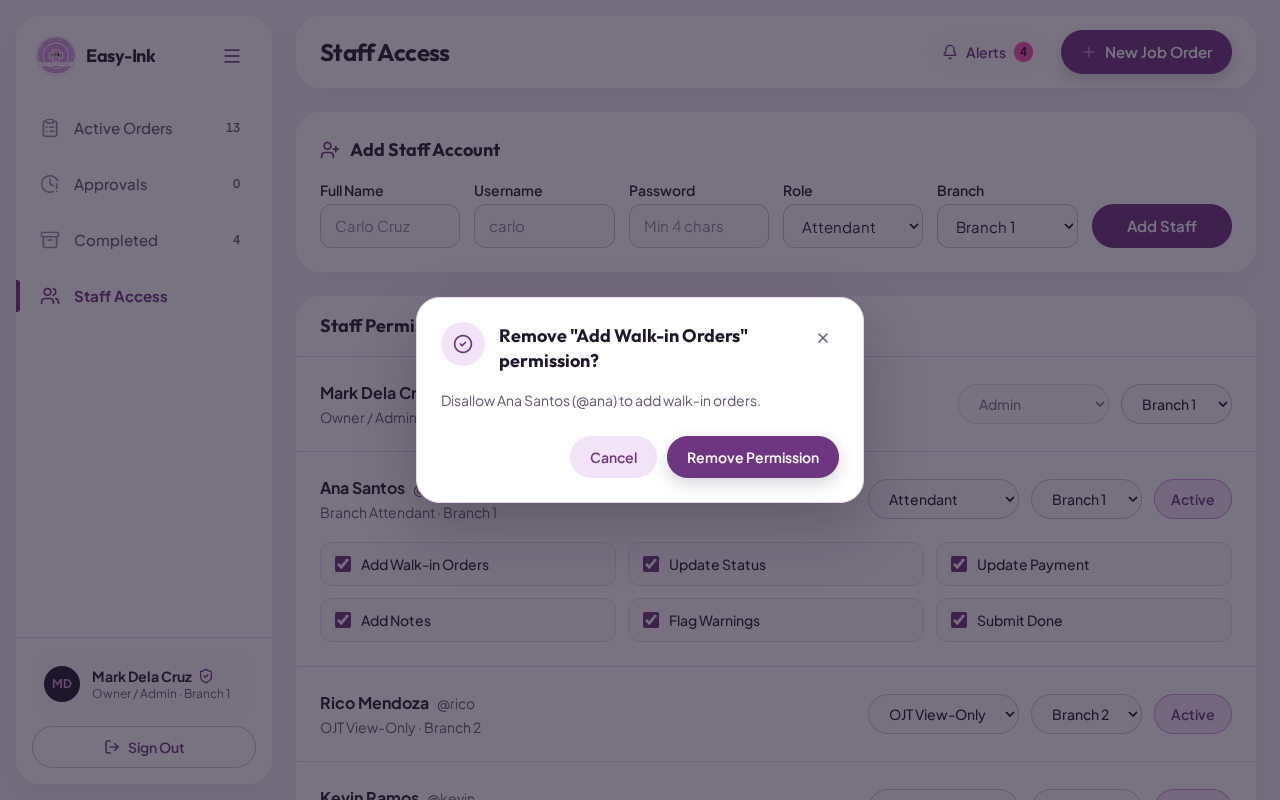 Easy-Ink
Active Orders 13
Approvals 0
Completed 4
Staff Access
MD
Mark Dela Cruz
Owner / Admin · Branch 1
Sign Out
Staff Access
Alerts 4
New Job Order
Add Staff Account
Full Name Username Password Role Branch
Carlo Cruz carlo Min 4 chars Attendant Branch 1 Add Staff
Remove "Add Walk-in Orders"
permission?
Disallow Ana Santos (@ana) to add walk-in orders.
Cancel Remove Permission
Staff
Mark Dela
Owner / Admin
Admin Branch 1
Ana Santos
Branch Attendant · Branch 1
Attendant Branch 1 Active
Add Walk-in Orders Update Status Update Payment
Add Notes Flag Warnings Submit Done
Rico Mendoza @rico
OJT View-Only · Branch 2
OJT View-Only Branch 2 Active
Kevin Ramos @kevin